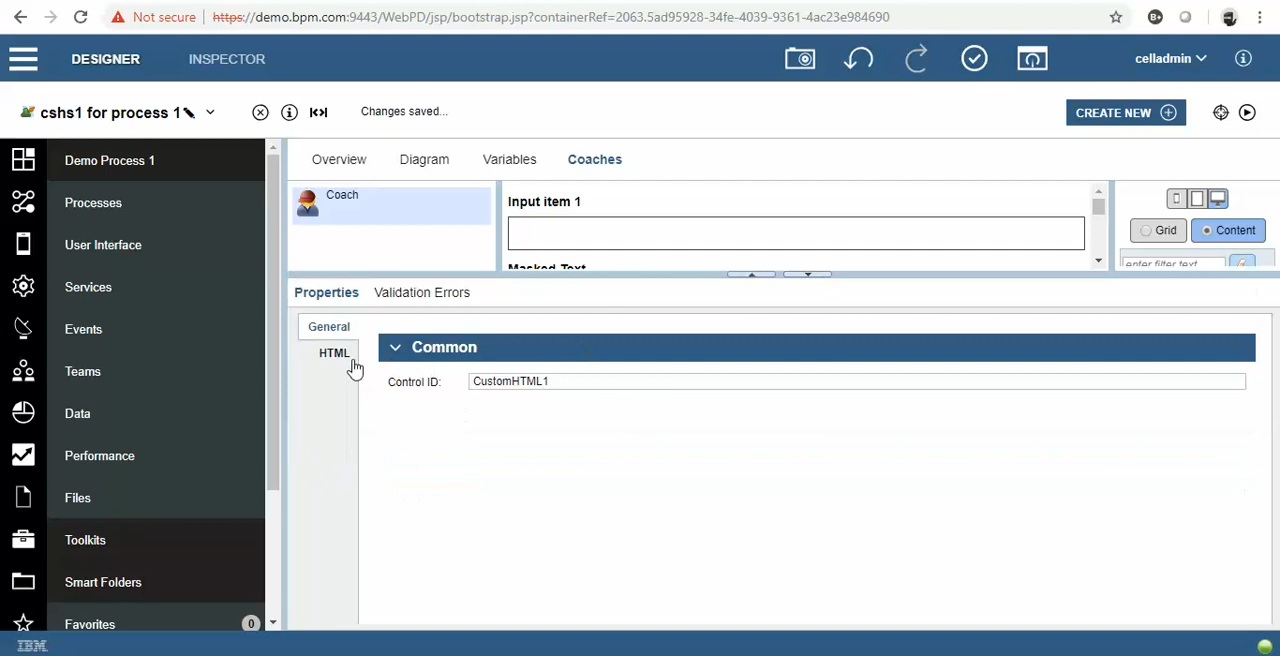 Not secure
https://demo.bpm.com:9443/WebPD/jsp/bootstrap.jsp?containerRef=2063.5ad95928-34fe-4039-9361-4ac23e984690
B+
DESIGNER INSPECTOR
celladmin
cshs1 for process 1
Changes saved...
CREATE NEW
Demo Process 1
Processes
User Interface
Services
Events
Teams
Data
Performance
Files
Toolkits
Smart Folders
Favorites 0
Overview Diagram Variables Coaches
Coach
Input item 1
Masked Text
Grid Content
enter filter text
Properties Validation Errors
General
HTML
Common
Control ID: CustomHTML1
IBM